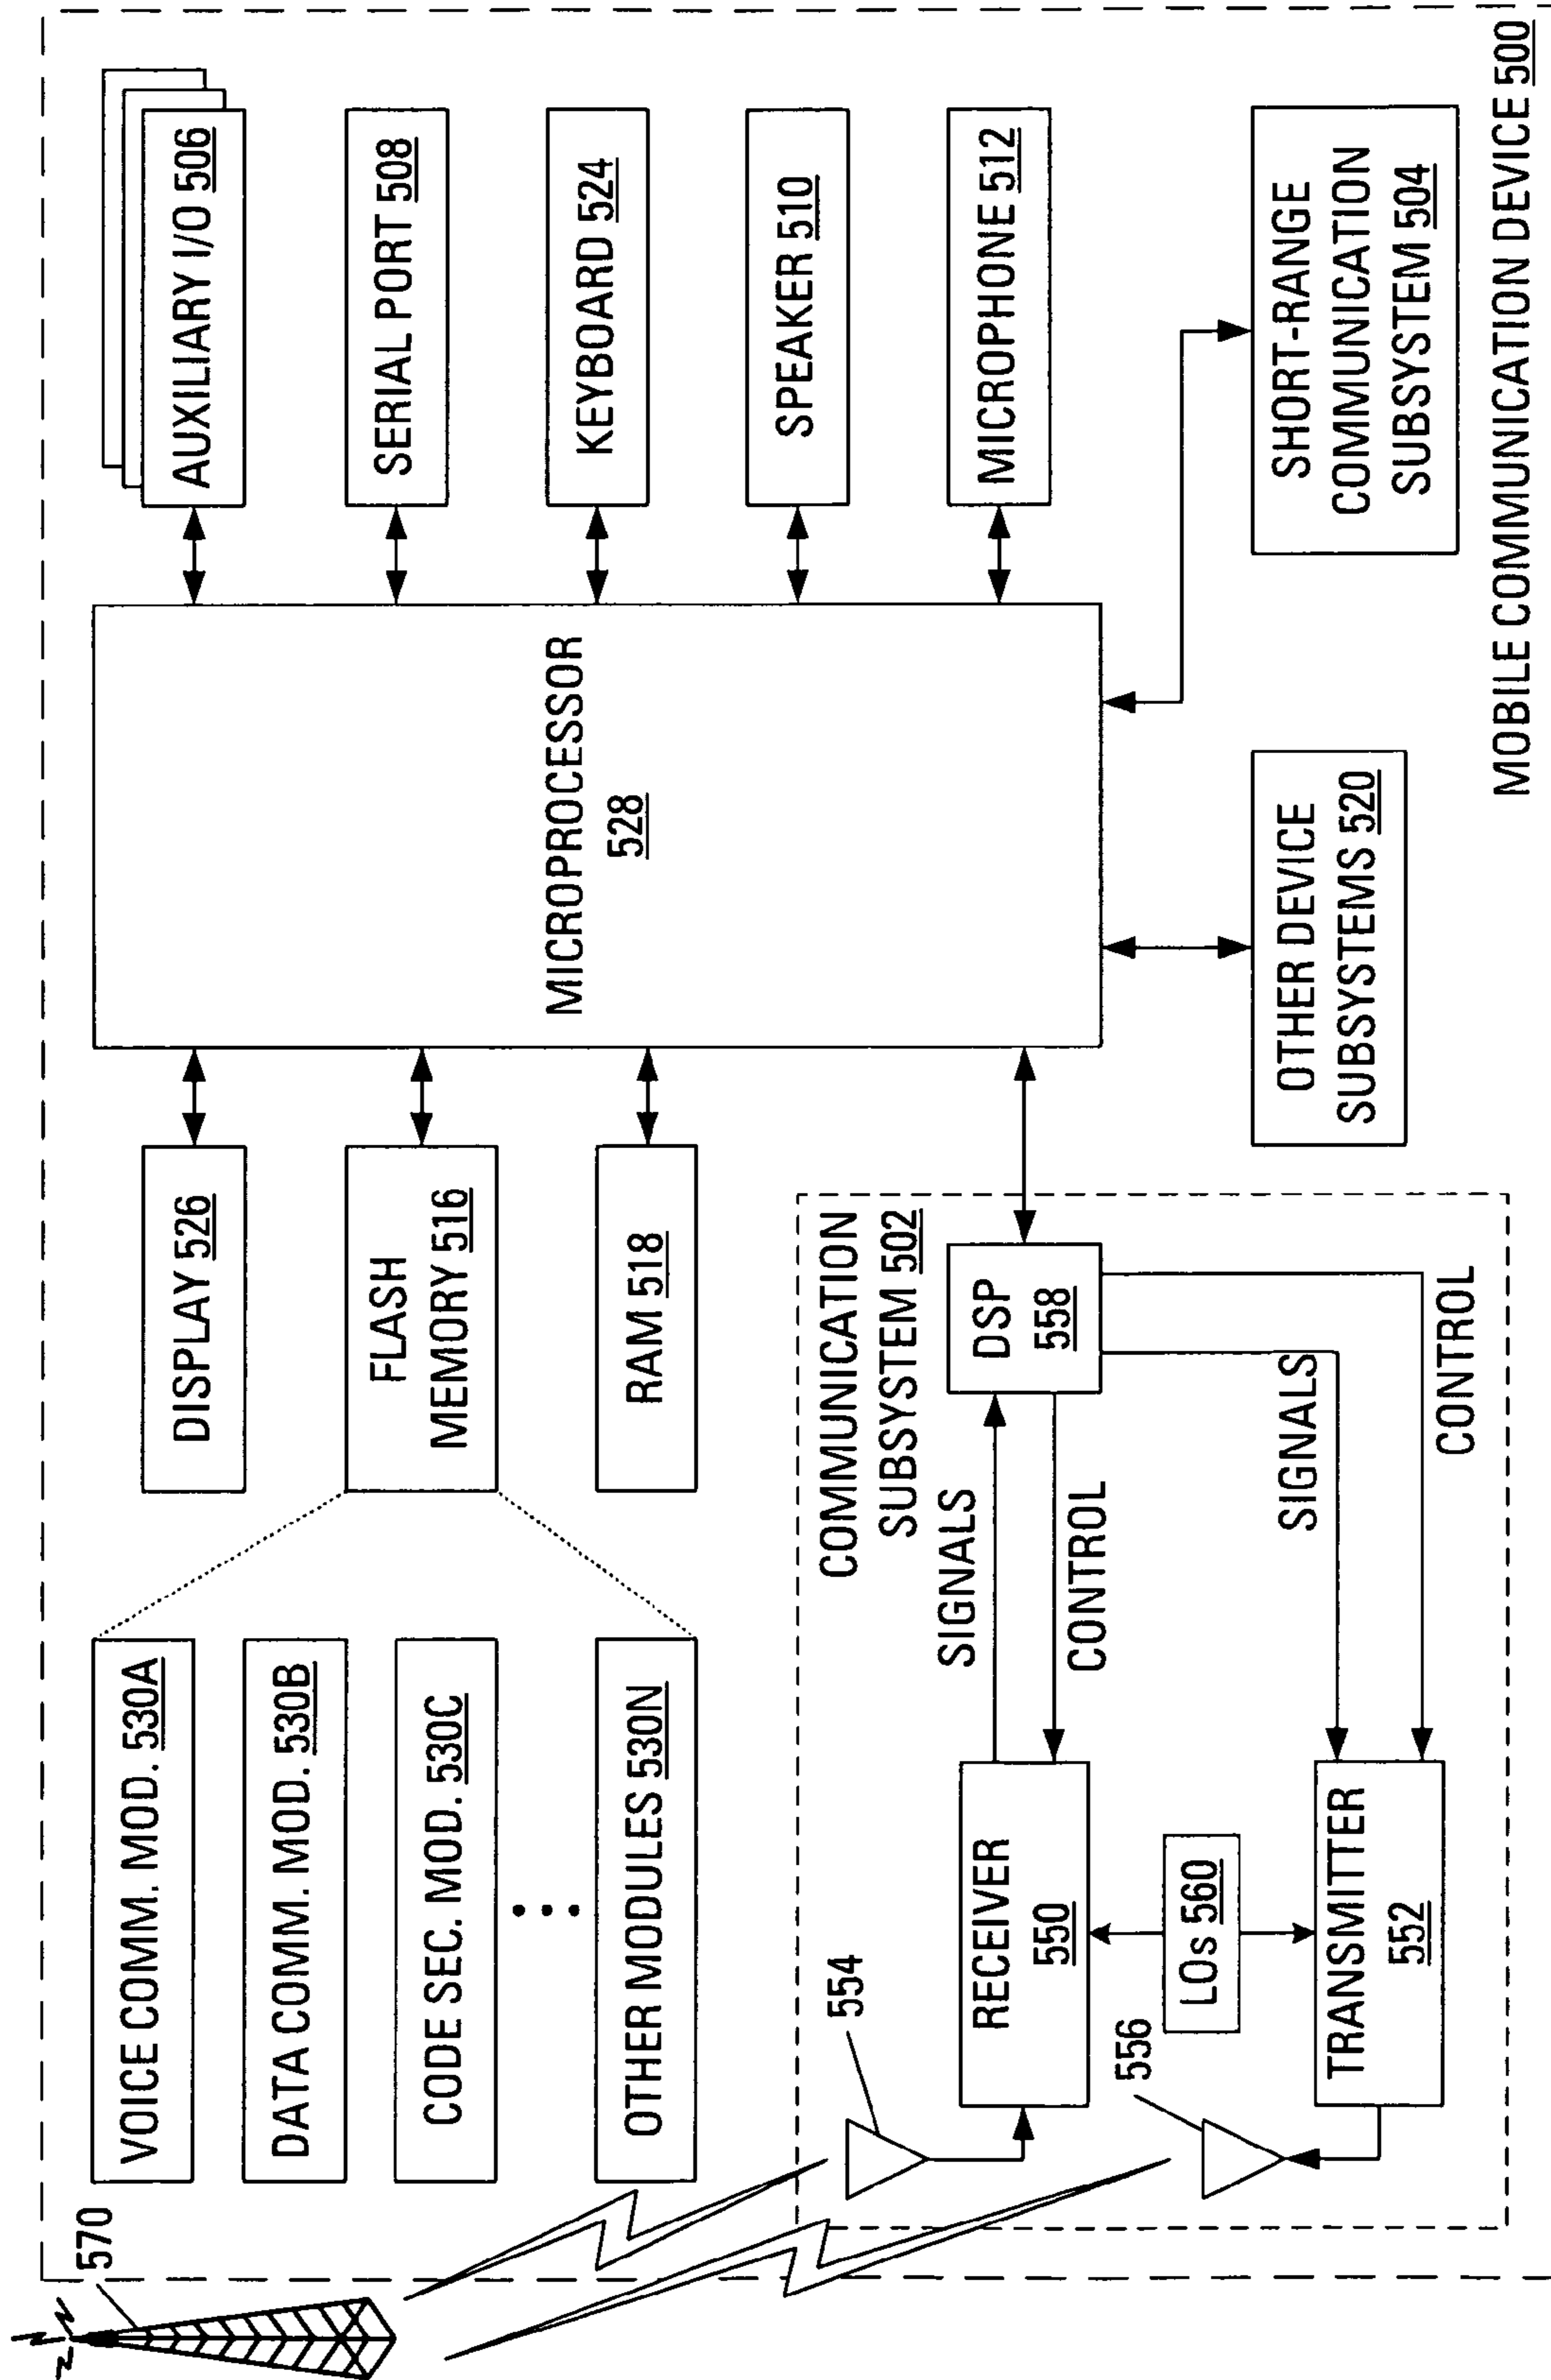 570
VOICE COMM. MOD. 530A
DATA COMM. MOD. 530B
CODE SEC. MOD. 530C
OTHER MODULES 530N
DISPLAY 526
FLASH
MEMORY 516
RAM 518
MICROPROCESSOR
528
AUXILIARY I/O 506
SERIAL PORT 508
KEYBOARD 524
SPEAKER 510
MICROPHONE 512
COMMUNICATION
SUBSYSTEM 502
554
RECEIVER
550
SIGNALS
CONTROL
DSP
558
556
LOs 560
TRANSMITTER
552
SIGNALS
CONTROL
OTHER DEVICE
SUBSYSTEMS 520
SHORT-RANGE
COMMUNICATION
SUBSYSTEM 504
MOBILE COMMUNICATION DEVICE 500